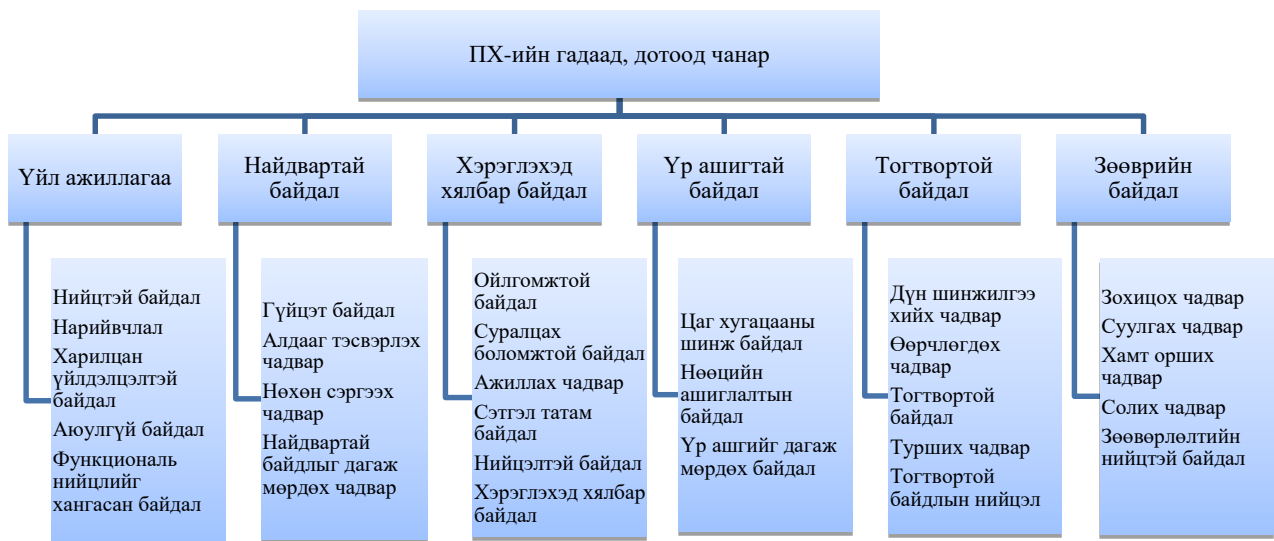 ПХ-ийн гадаад, дотоод чанар
Үйл ажиллагаа
Найдвартай
байдал
Хэрэглэхэд
хялбар байдал
Үр ашигтай
байдал
Тогтвортой
байдал
Зөөврийн
байдал
Нийцтэй байдал
Нарийвчлал
Харилцан
үйлдэлцэлтэй
байдал
Аюулгүй байдал
Функциональ
нийцлийг
хангасан байдал
Гүйцэт байдал
Алдааг тэсвэрлэх
чадвар
Нөхөн сэргээх
чадвар
Найдвартай
байдлыг дагаж
мөрдөх чадвар
Ойлгомжтой
байдал
Суралцах
боломжтой байдал
Ажиллах чадвар
Сэтгэл татам
байдал
Нийцэлтэй байдал
Хэрэглэхэд хялбар
байдал
Цаг хугацааны
шинж байдал
Нөөцийн
ашиглалтын
байдал
Үр ашгийг дагаж
мөрдөх байдал
Дүн шинжилгээ
хийх чадвар
Өөрчлөгдөх
чадвар
Тогтвортой
байдал
Турших чадвар
Тогтвортой
байдлын нийцэл
Зохицох чадвар
Суулгах чадвар
Хамт орших
чадвар
Солих чадвар
Зөөвөрлөлтийн
нийцтэй байдал